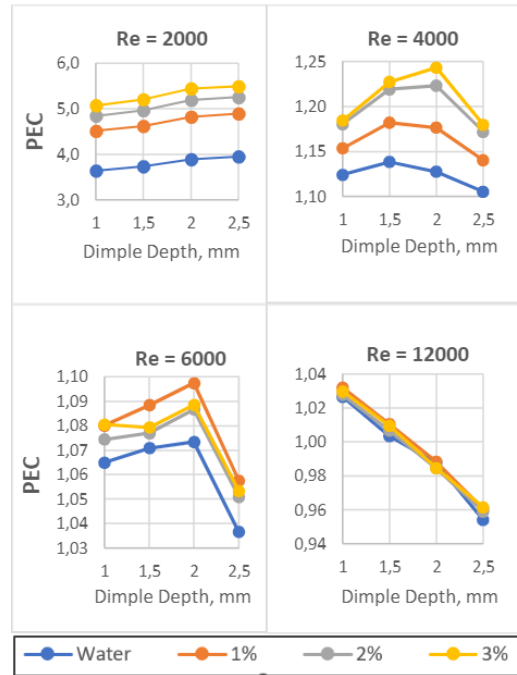 Re = 2000
PEC
6,0
5,0
4,0
3,0
1 1,5 2 2,5
Dimple Depth, mm
Re = 4000
1,25
1,20
1,15
1,10
1 1,5 2 2,5
Dimple Depth, mm
Re = 6000
PEC
1,10
1,09
1,08
1,07
1,06
1,05
1,04
1,03
1 1,5 2 2,5
Dimple Depth, mm
Re = 12000
1,04
1,02
1,00
0,98
0,96
0,94
1 1,5 2 2,5
Dimple Depth, mm
Water 1% 2% 3%